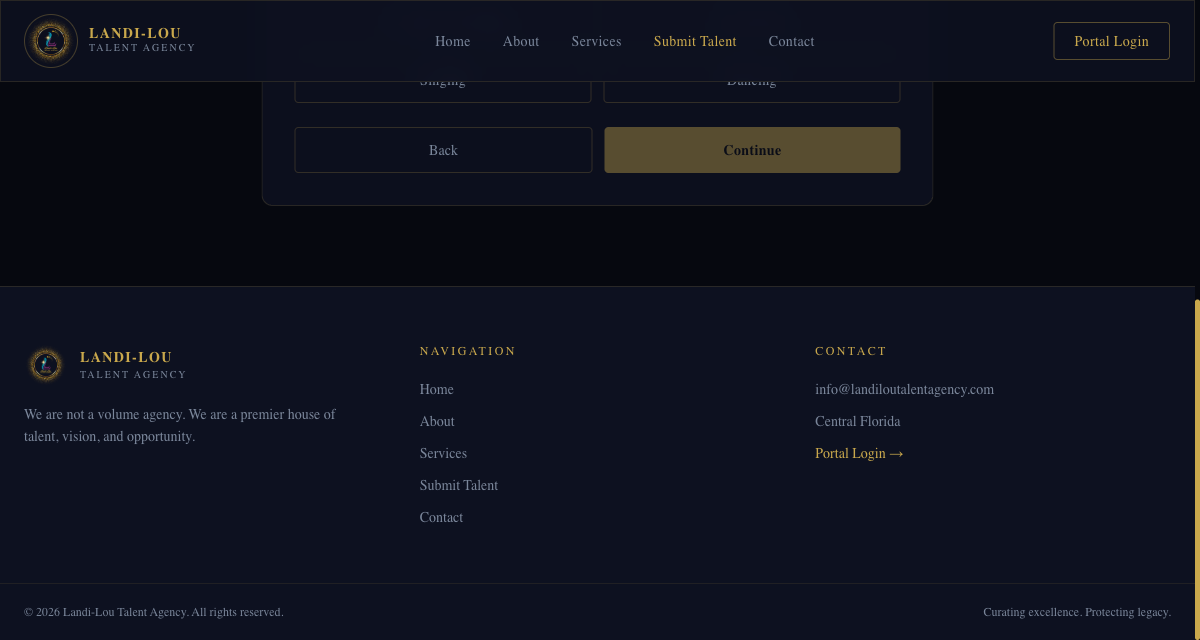 LANDI-LOU
TALENT AGENCY
Home About Services Submit Talent Contact
Portal Login
Singing Dancing
Back Continue
LANDI-LOU
TALENT AGENCY
We are not a volume agency. We are a premier house of
talent, vision, and opportunity.
NAVIGATION
Home
About
Services
Submit Talent
Contact
CONTACT
info@landiloutalentagency.com
Central Florida
Portal Login →
© 2026 Landi-Lou Talent Agency. All rights reserved.
Curating excellence. Protecting legacy.